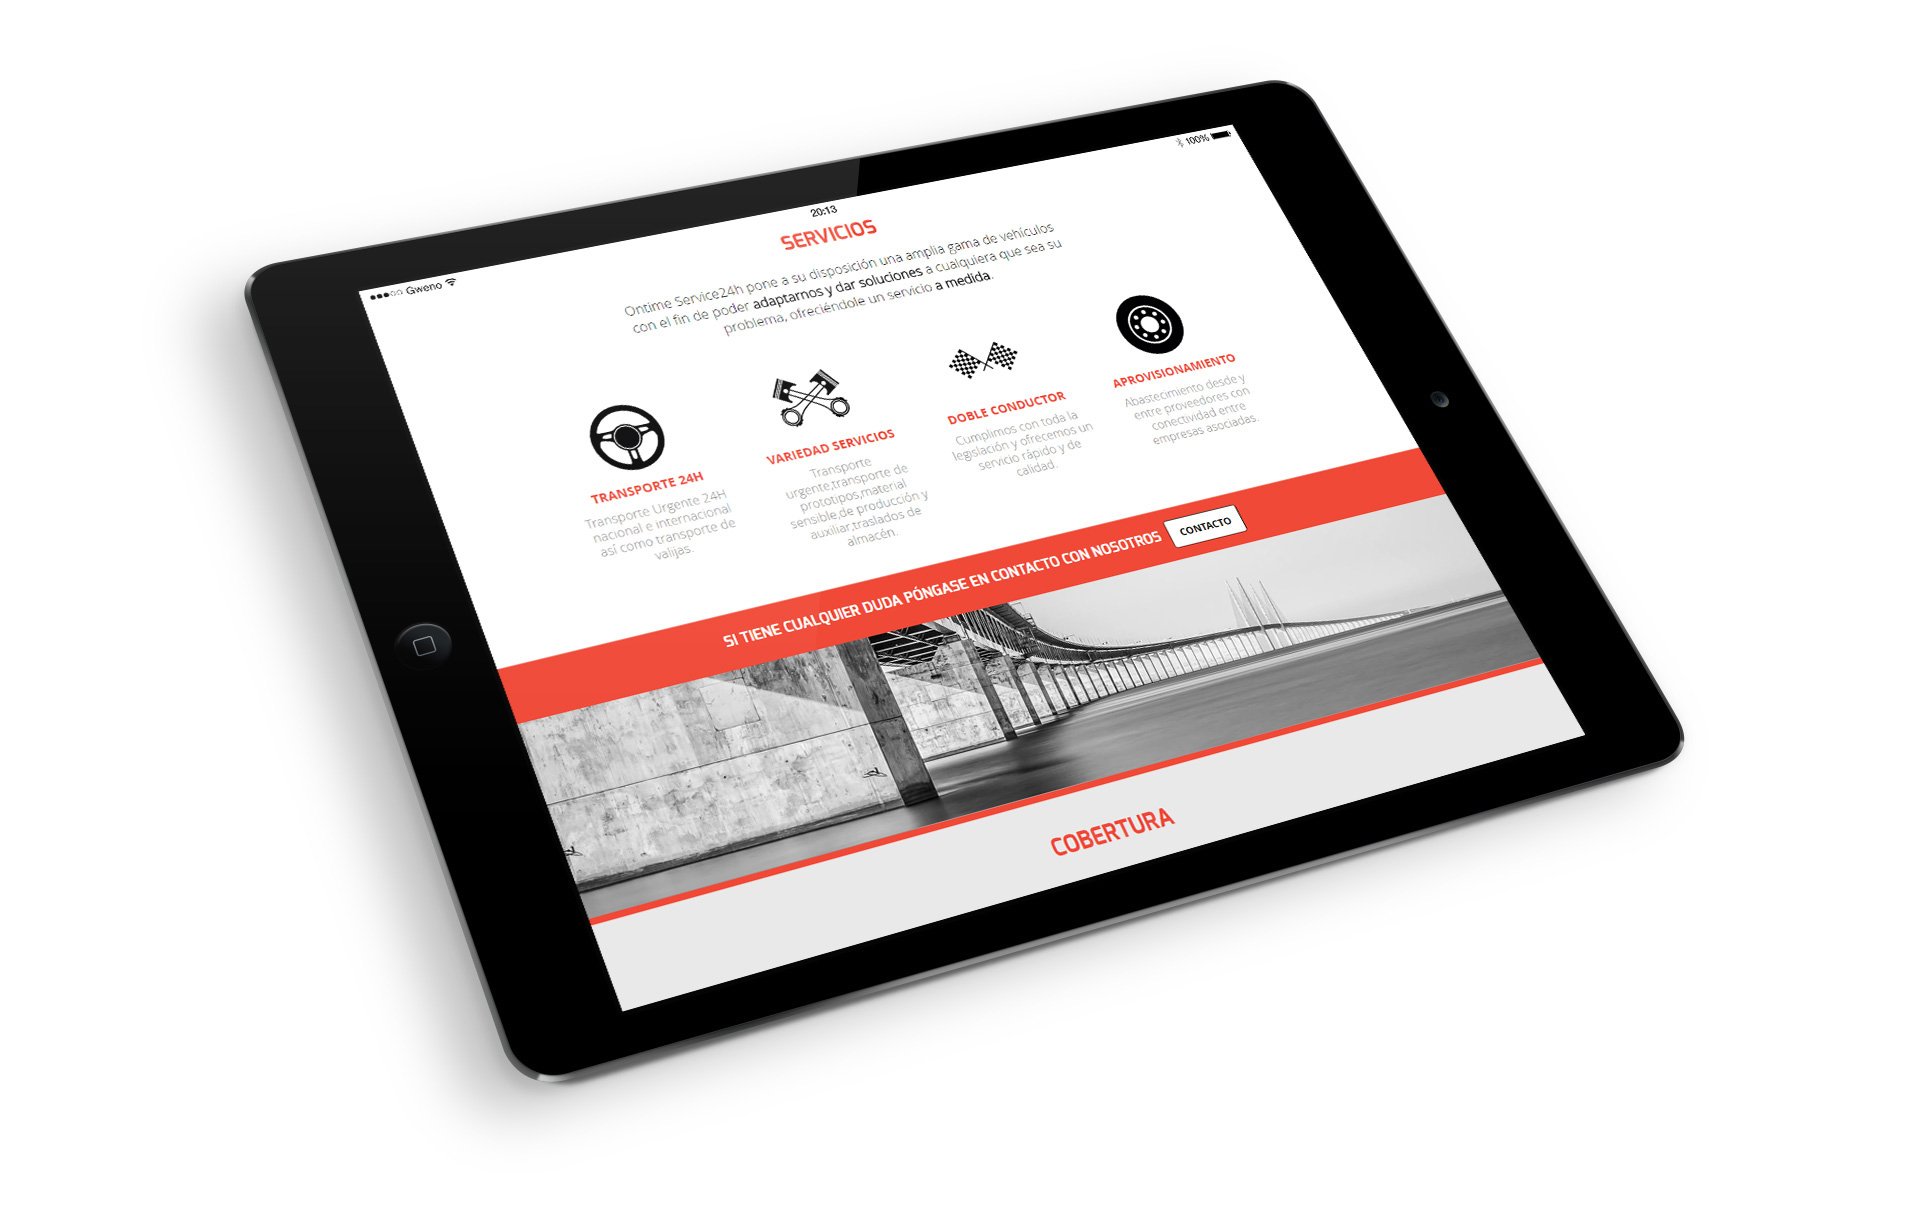 Gweno
20:13
100%
SERVICIOS
Ontime Service24h pone a su disposición una amplia gama de vehículos
con el fin de poder adaptarnos y dar soluciones a cualquiera que sea su
problema, ofreciéndole un servicio a medida.
TRANSPORTE 24H
Transporte Urgente 24H
nacional e internacional
así como transporte de
valijas.
VARIEDAD SERVICIOS
Transporte
urgente,transporte de
prototipos,material
sensible,de producción y
auxiliar,traslados de
almacén.
DOBLE CONDUCTOR
Cumplimos con toda la
legislación y ofrecemos un
servicio rápido y de
calidad.
APROVISIONAMIENTO
Abastecimiento desde y
entre proveedores con
conectividad entre
empresas asociadas.
SI TIENE CUALQUIER DUDA PÓNGASE EN CONTACTO CON NOSOTROS
CONTACTO
COBERTURA